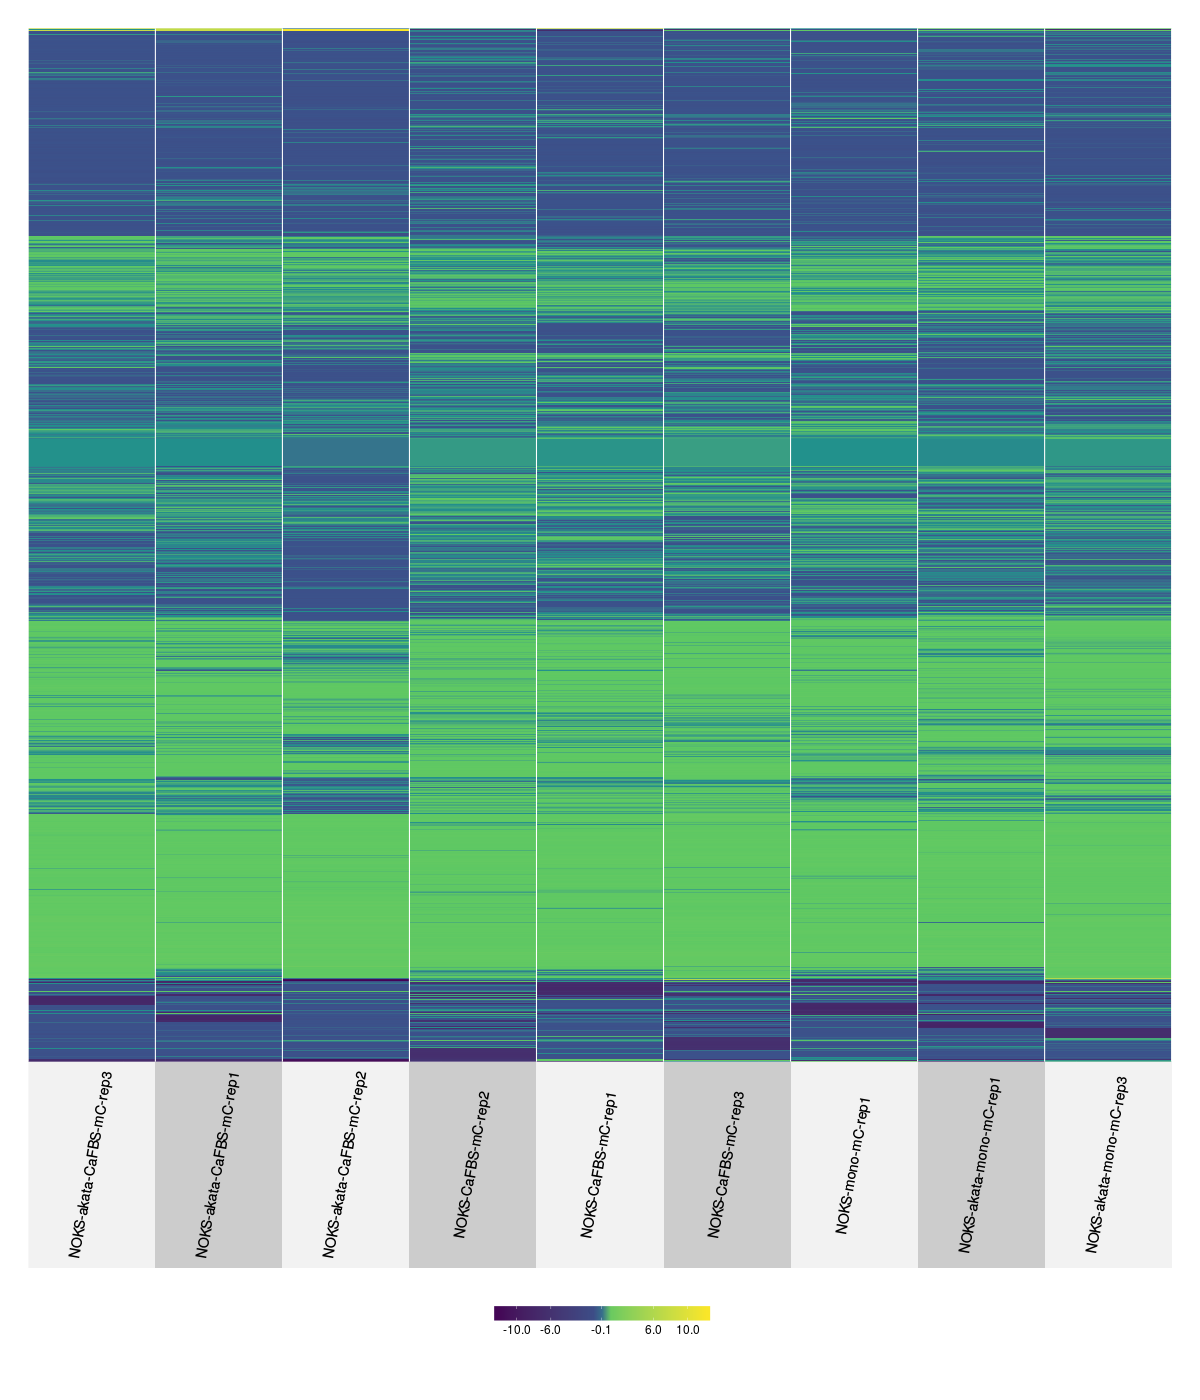 NOKS-akata-CaFBS-mC-rep3
NOKS-akata-CaFBS-mC-rep1
NOKS-akata-CaFBS-mC-rep2
NOKS-CaFBS-mC-rep2
NOKS-CaFBS-mC-rep1
NOKS-CaFBS-mC-rep3
NOKS-mono-mC-rep1
NOKS-akata-mono-mC-rep1
NOKS-akata-mono-mC-rep3
-10.0 -6.0 -0.1 6.0 10.0